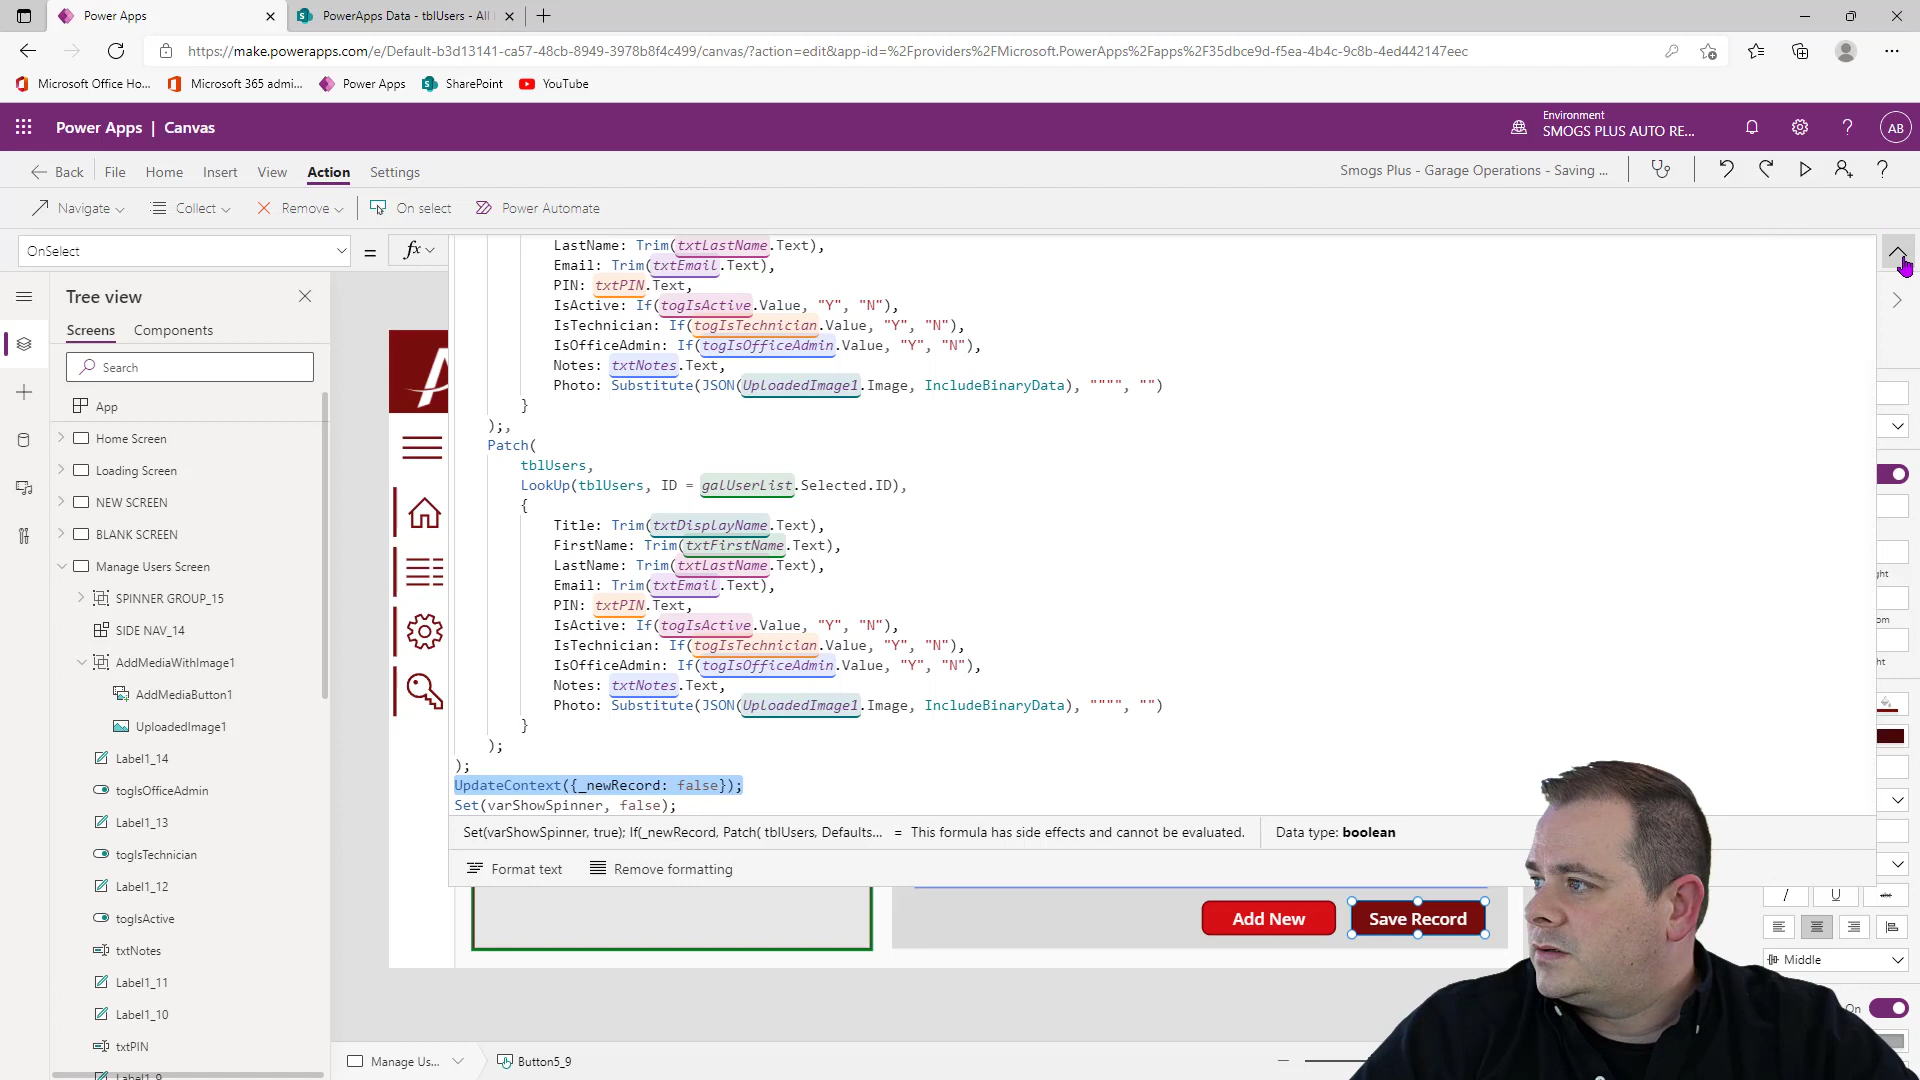 Power Apps
PowerApps Data - tblUsers - All
https://make.powerapps.com/e/Default-b3d13141-ca57-48cb-8949-3978b8f4c499/canvas/?action=edit&app-id=%2Fproviders%2FMicrosoft.PowerApps%2Fapps%2F35dbce9d-f5ea-4b4c-9c8b-4ed442147eec
Microsoft Office Ho... Microsoft 365 admi... Power Apps SharePoint YouTube
Power Apps | Canvas
Environment
SMOGS PLUS AUTO RE...
AB
Back File Home Insert View Action Settings
Smogs Plus - Garage Operations - Saving ...
Navigate Collect Remove On select Power Automate
OnSelect = fx
Tree view
Screens Components
Search
App
Home Screen
Loading Screen
NEW SCREEN
BLANK SCREEN
Manage Users Screen
SPINNER GROUP_15
SIDE NAV_14
AddMediaWithImage1
AddMediaButton1
UploadedImage1
Label1_14
togIsOfficeAdmin
Label1_13
togIsTechnician
Label1_12
togIsActive
txtNotes
Label1_11
Label1_10
txtPIN
Label1_9
LastName: Trim(txtLastName.Text),
Email: Trim(txtEmail.Text),
PIN: txtPIN.Text,
IsActive: If(togIsActive.Value, "Y", "N"),
IsTechnician: If(togIsTechnician.Value, "Y", "N"),
IsOfficeAdmin: If(togIsOfficeAdmin.Value, "Y", "N"),
Notes: txtNotes.Text,
Photo: Substitute(JSON(UploadedImage1.Image, IncludeBinaryData), """", "")
}
);,
Patch(
tblUsers,
LookUp(tblUsers, ID = galUserList.Selected.ID),
{
Title: Trim(txtDisplayName.Text),
FirstName: Trim(txtFirstName.Text),
LastName: Trim(txtLastName.Text),
Email: Trim(txtEmail.Text),
PIN: txtPIN.Text,
IsActive: If(togIsActive.Value, "Y", "N"),
IsTechnician: If(togIsTechnician.Value, "Y", "N"),
IsOfficeAdmin: If(togIsOfficeAdmin.Value, "Y", "N"),
Notes: txtNotes.Text,
Photo: Substitute(JSON(UploadedImage1.Image, IncludeBinaryData), """", "")
}
);
);
UpdateContext({_newRecord: false});
Set(varShowSpinner, false);
Set(varShowSpinner, true); If(_newRecord, Patch( tblUsers, Defaults... = This formula has side effects and cannot be evaluated. Data type: boolean
Format text Remove formatting
Add New Save Record
ght
om
ht
Middle
On
Manage Us... Button5_9